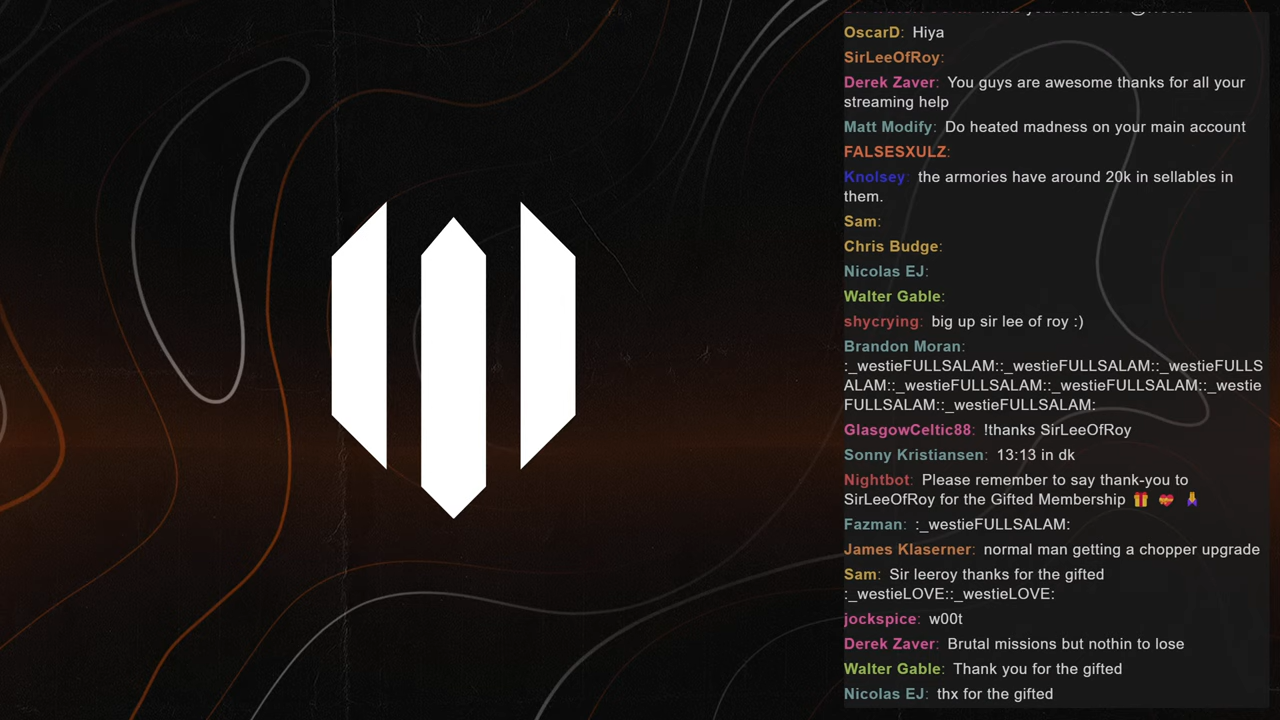 OscarD: Hiya
SirLeeOfRoy:
Derek Zaver: You guys are awesome thanks for all your
streaming help
Matt Modify: Do heated madness on your main account
FALSESXULZ:
Knolsey: the armories have around 20k in sellables in
them.
Sam:
Chris Budge:
Nicolas EJ:
Walter Gable:
shycrying: big up sir lee of roy :)
Brandon Moran:
:_westieFULLSALAM::_westieFULLSALAM::_westieFULLS
ALAM::_westieFULLSALAM::_westieFULLSALAM::_westie
FULLSALAM::_westieFULLSALAM:
GlasgowCeltic88: !thanks SirLeeOfRoy
Sonny Kristiansen: 13:13 in dk
Nightbot: Please remember to say thank-you to
SirLeeOfRoy for the Gifted Membership 🎁 💝 🙏
Fazman: :_westieFULLSALAM:
James Klaserner: normal man getting a chopper upgrade
Sam: Sir leeroy thanks for the gifted
:_westieLOVE::_westieLOVE:
jockspice: w00t
Derek Zaver: Brutal missions but nothin to lose
Walter Gable: Thank you for the gifted
Nicolas EJ: thx for the gifted